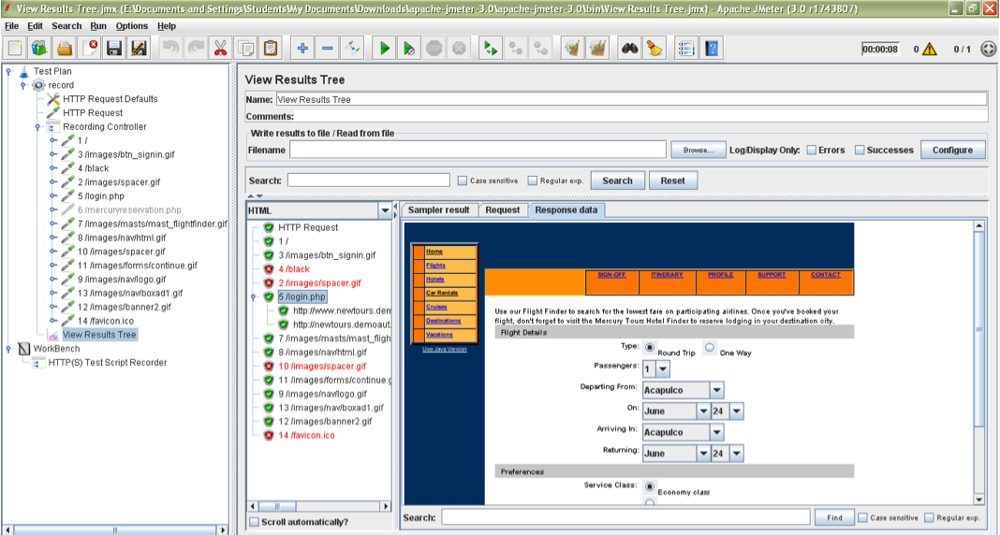 View Results Tree.jmx (E:\Documents and Settings\Students\My Documents\Downloads\apache-jmeter-3.0\apache-jmeter-3.0\bin\View Results Tree.jmx) - Apache JMeter (3.0 r1743807)
File Edit Search Run Options Help
00:00:08 0 0 / 1
Test Plan
record
HTTP Request Defaults
HTTP Request
Recording Controller
1 /
3 /images/btn_signin.gif
4 /black
2 /images/spacer.gif
5 /login.php
6 /mercuryreservation.php
7 /images/masts/mast_flightfinder.gif
8 /images/nav/html.gif
10 /images/spacer.gif
11 /images/forms/continue.gif
9 /images/nav/logo.gif
13 /images/nav/boxad1.gif
12 /images/banner2.gif
14 /favicon.ico
View Results Tree
WorkBench
HTTP(S) Test Script Recorder
View Results Tree
Name: View Results Tree
Comments:
Write results to file / Read from file
Filename Browse... Log/Display Only: Errors Successes Configure
Search: Case sensitive Regular exp. Search Reset
HTML
HTTP Request
1 /
3 /images/btn_signin.gif
4 /black
2 /images/spacer.gif
5 /login.php
http://www.newtours.dem
http://newtours.demoaut.
7 /images/masts/mast_fligh
8 /images/nav/html.gif
10 /images/spacer.gif
11 /images/forms/continue.g
9 /images/nav/logo.gif
13 /images/nav/boxad1.gif
12 /images/banner2.gif
14 /favicon.ico
Scroll automatically?
Sampler result Request Response data
Home
Flights
Hotels
Car Rentals
Cruises
Destinations
Vacations
Use Java Version
SIGN-OFF ITINERARY PROFILE SUPPORT CONTACT
Use our Flight Finder to search for the lowest fare on participating airlines. Once you've booked your
flight, don't forget to visit the Mercury Tours Hotel Finder to reserve lodging in your destination city.
Flight Details
Type: Round Trip One Way
Passengers: 1
Departing From: Acapulco
On: June 24
Arriving In: Acapulco
Returning: June 24
Preferences
Service Class: Economy class
Search: Find Case sensitive Regular exp.